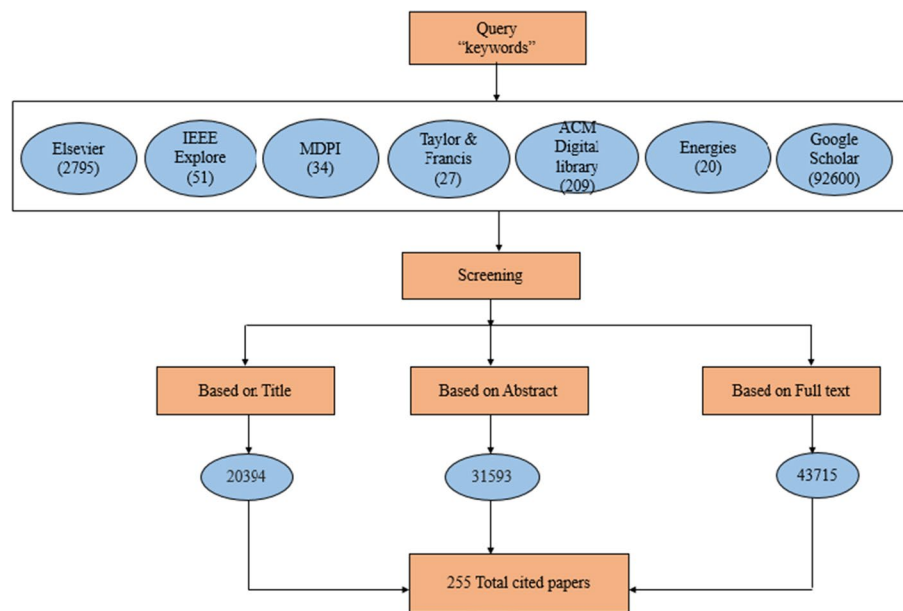 Query
“keywords”
Elsevier
(2795)
IEEE
Explore
(51)
MDPI
(34)
Taylor &
Francis
(27)
ACM
Digital
library
(209)
Energies
(20)
Google
Scholar
(92600)
Screening
Based on Title
Based on Abstract
Based on Full text
20394
31593
43715
255 Total cited papers